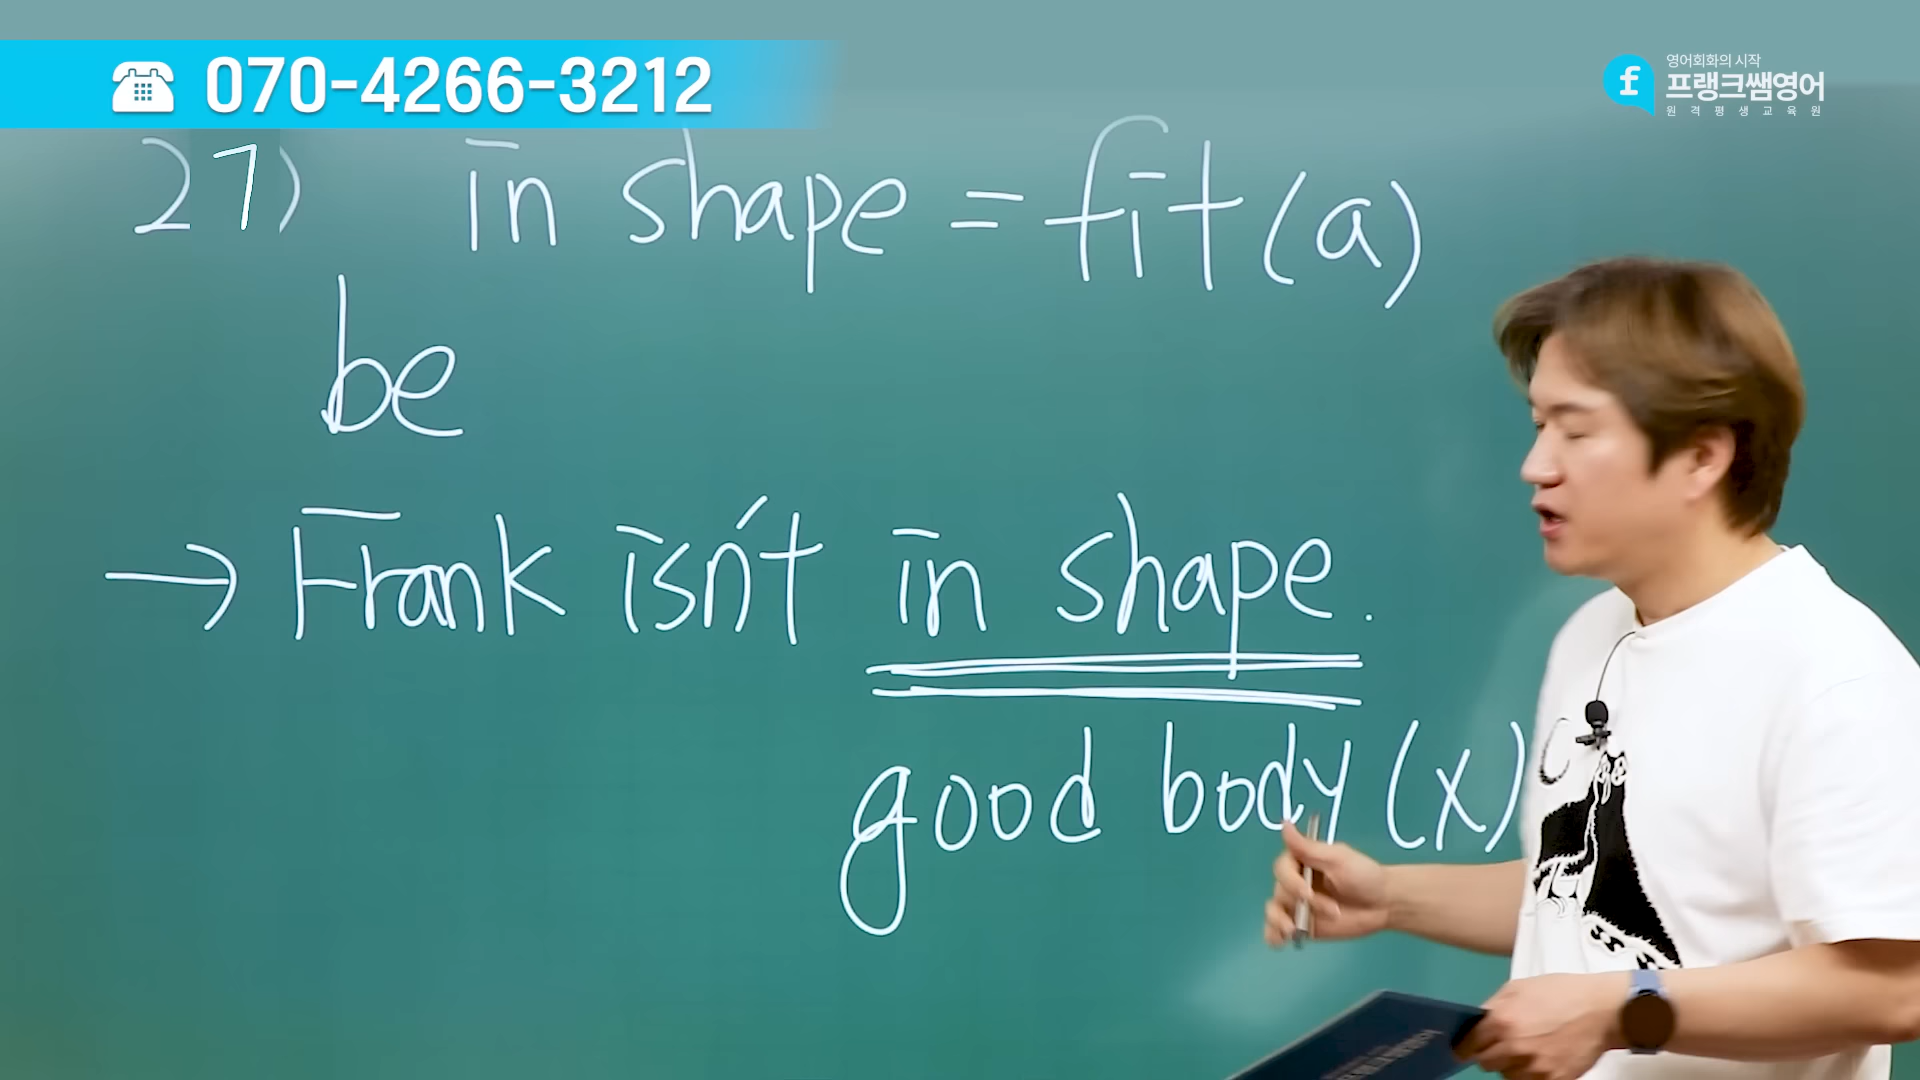 070-4266-3212
영어회화의 시작
프랭크쌤영어
원격평생교육원
27) in shape = fit (a)
be
→ Frank isn't in shape.
good body (x)